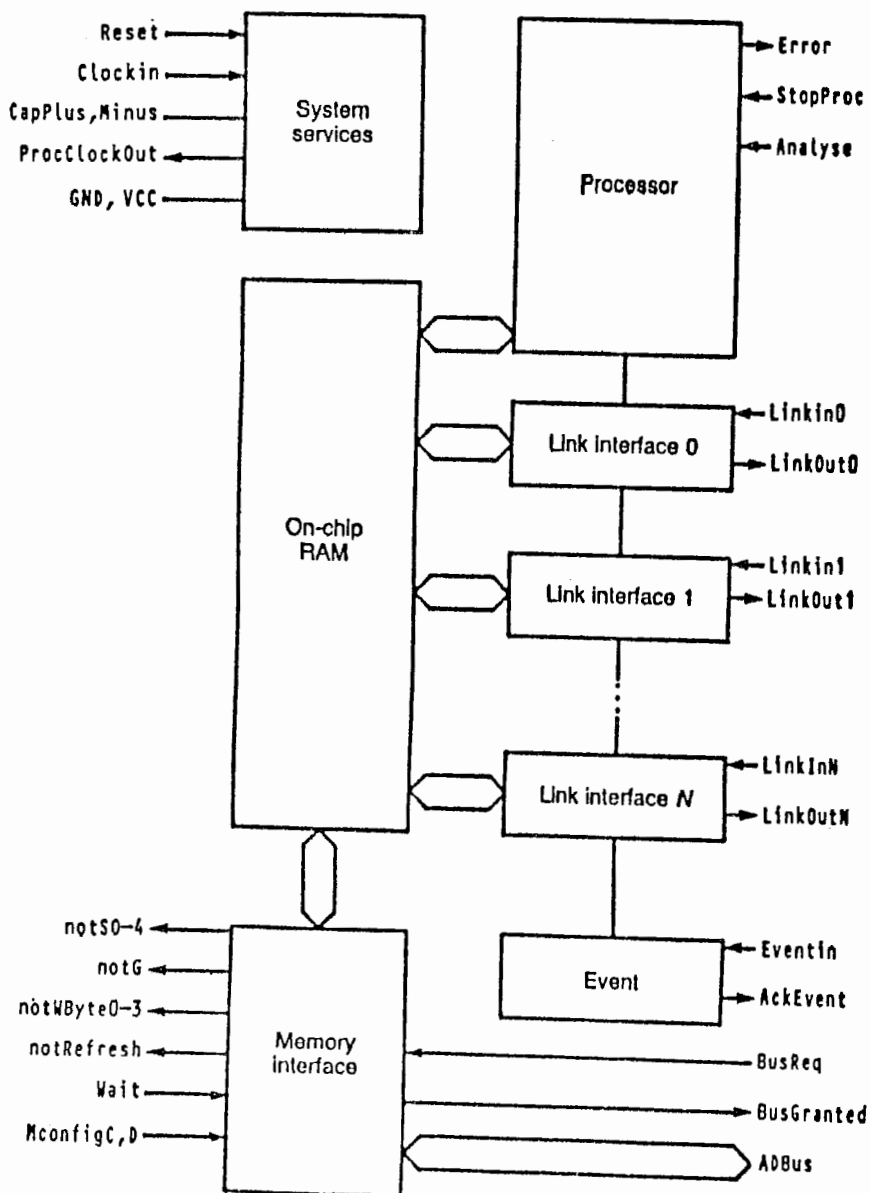 Reset
Clockin
CapPlus,Minus
ProcClockOut
GND, VCC
System
services
Processor
Error
StopProc
Analyse
On-chip
RAM
Link interface 0
Linkin0
LinkOut0
Link interface 1
Linkin1
LinkOut1
Link interface N
LinkInN
LinkOutN
Event
Eventin
AckEvent
notS0-4
notG
notWByte0-3
notRefresh
Wait
MconfigC,D
Memory
interface
BusReq
BusGranted
ADBus